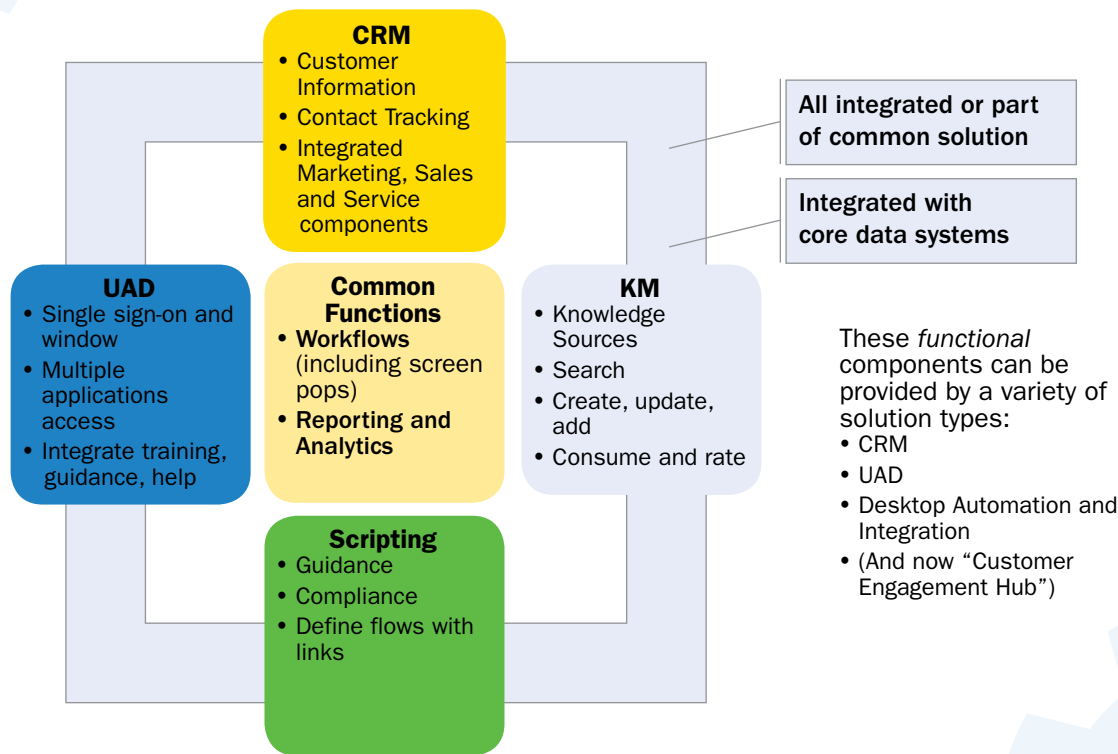 CRM
• Customer
Information
• Contact Tracking
• Integrated
Marketing, Sales
and Service
components
All integrated or part
of common solution
Integrated with
core data systems
UAD
• Single sign-on and
window
• Multiple
applications
access
• Integrate training,
guidance, help
Common
Functions
• Workflows
(including screen
pops)
• Reporting and
Analytics
KM
• Knowledge
Sources
• Search
• Create, update,
add
• Consume and rate
These functional
components can be
provided by a variety of
solution types:
• CRM
• UAD
• Desktop Automation and
Integration
• (And now “Customer
Engagement Hub”)
Scripting
• Guidance
• Compliance
• Define flows with
links